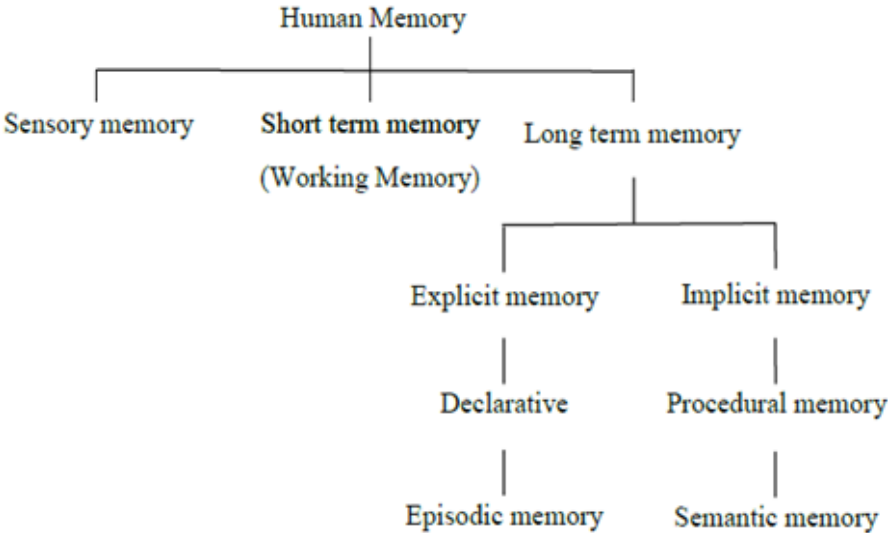 Human Memory
Sensory memory
Short term memory
Long term memory
(Working Memory)
Explicit memory
Implicit memory
Declarative
Procedural memory
Episodic memory
Semantic memory